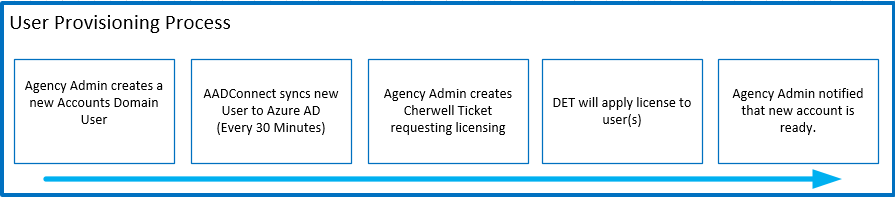 User Provisioning Process
Agency Admin creates a
new Accounts Domain
User
AADConnect syncs new
User to Azure AD
(Every 30 Minutes)
Agency Admin creates
Cherwell Ticket
requesting licensing
DET will apply license to
user(s)
Agency Admin notified
that new account is
ready.